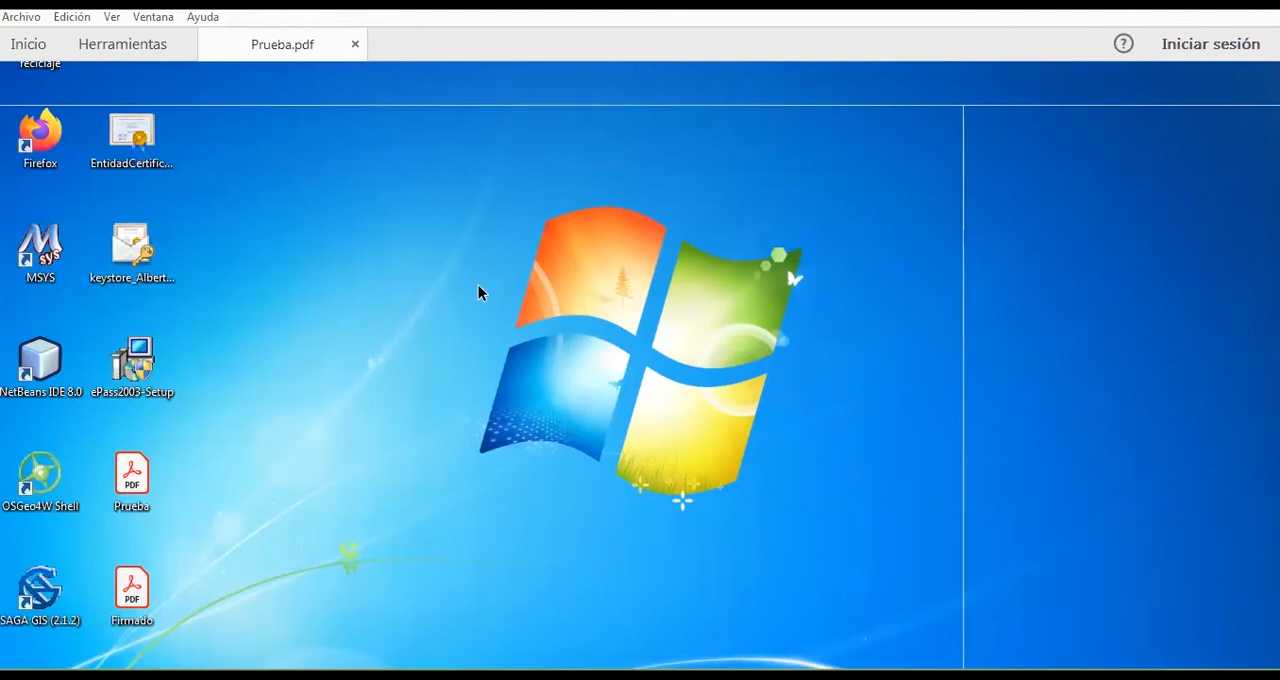 Archivo Edición Ver Ventana Ayuda
Inicio Herramientas Prueba.pdf × ? Iniciar sesión
reciclaje
Firefox EntidadCertific...
MSYS keystore_Albert...
NetBeans IDE 8.0 ePass2003-Setup
PDF
OSGeo4W Shell Prueba
PDF
SAGA GIS (2.1.2) Firmado